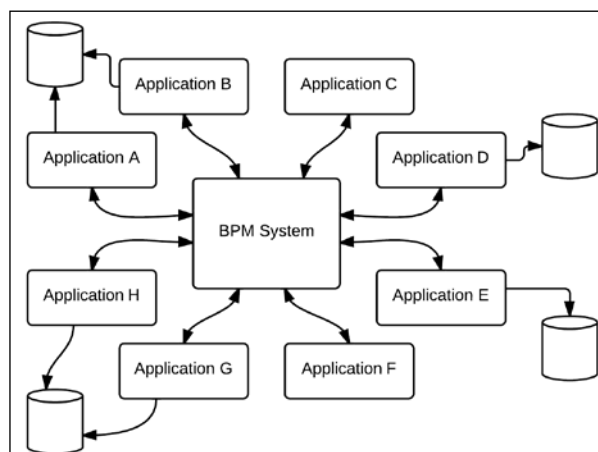 Application B
Application C
Application A
Application D
BPM System
Application H
Application E
Application G
Application F